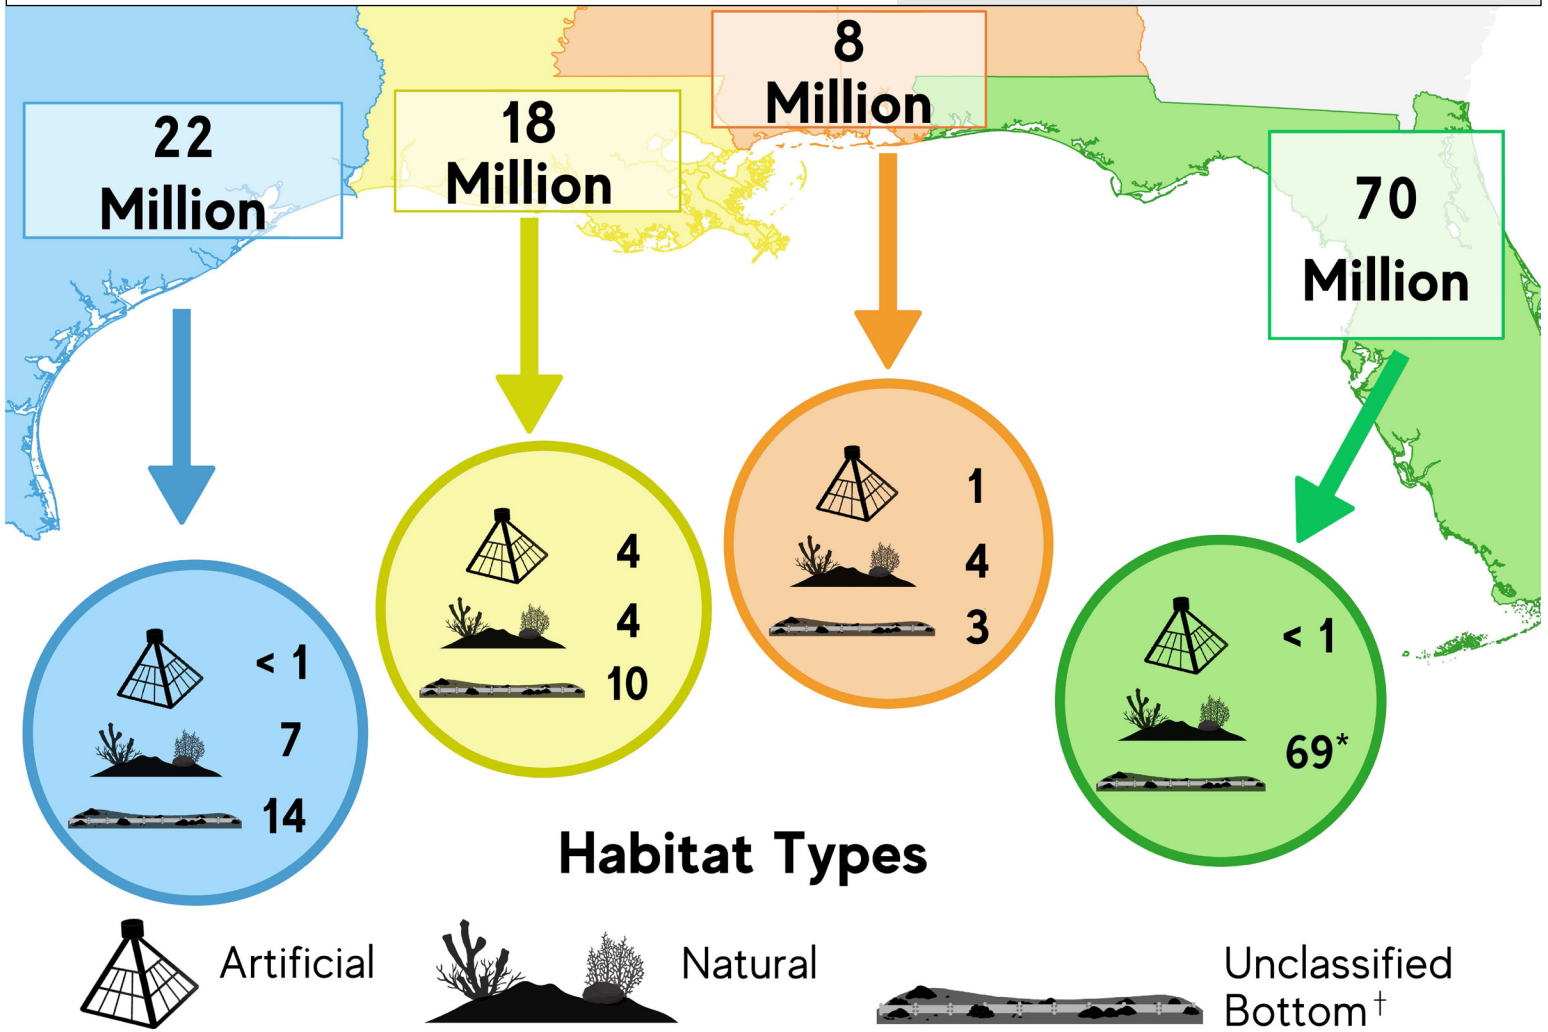 22
Million
18
Million
8
Million
70
Million
< 1
7
14
4
4
10
1
4
3
< 1
69*
Habitat Types
Artificial
Natural
Unclassified
Bottom†